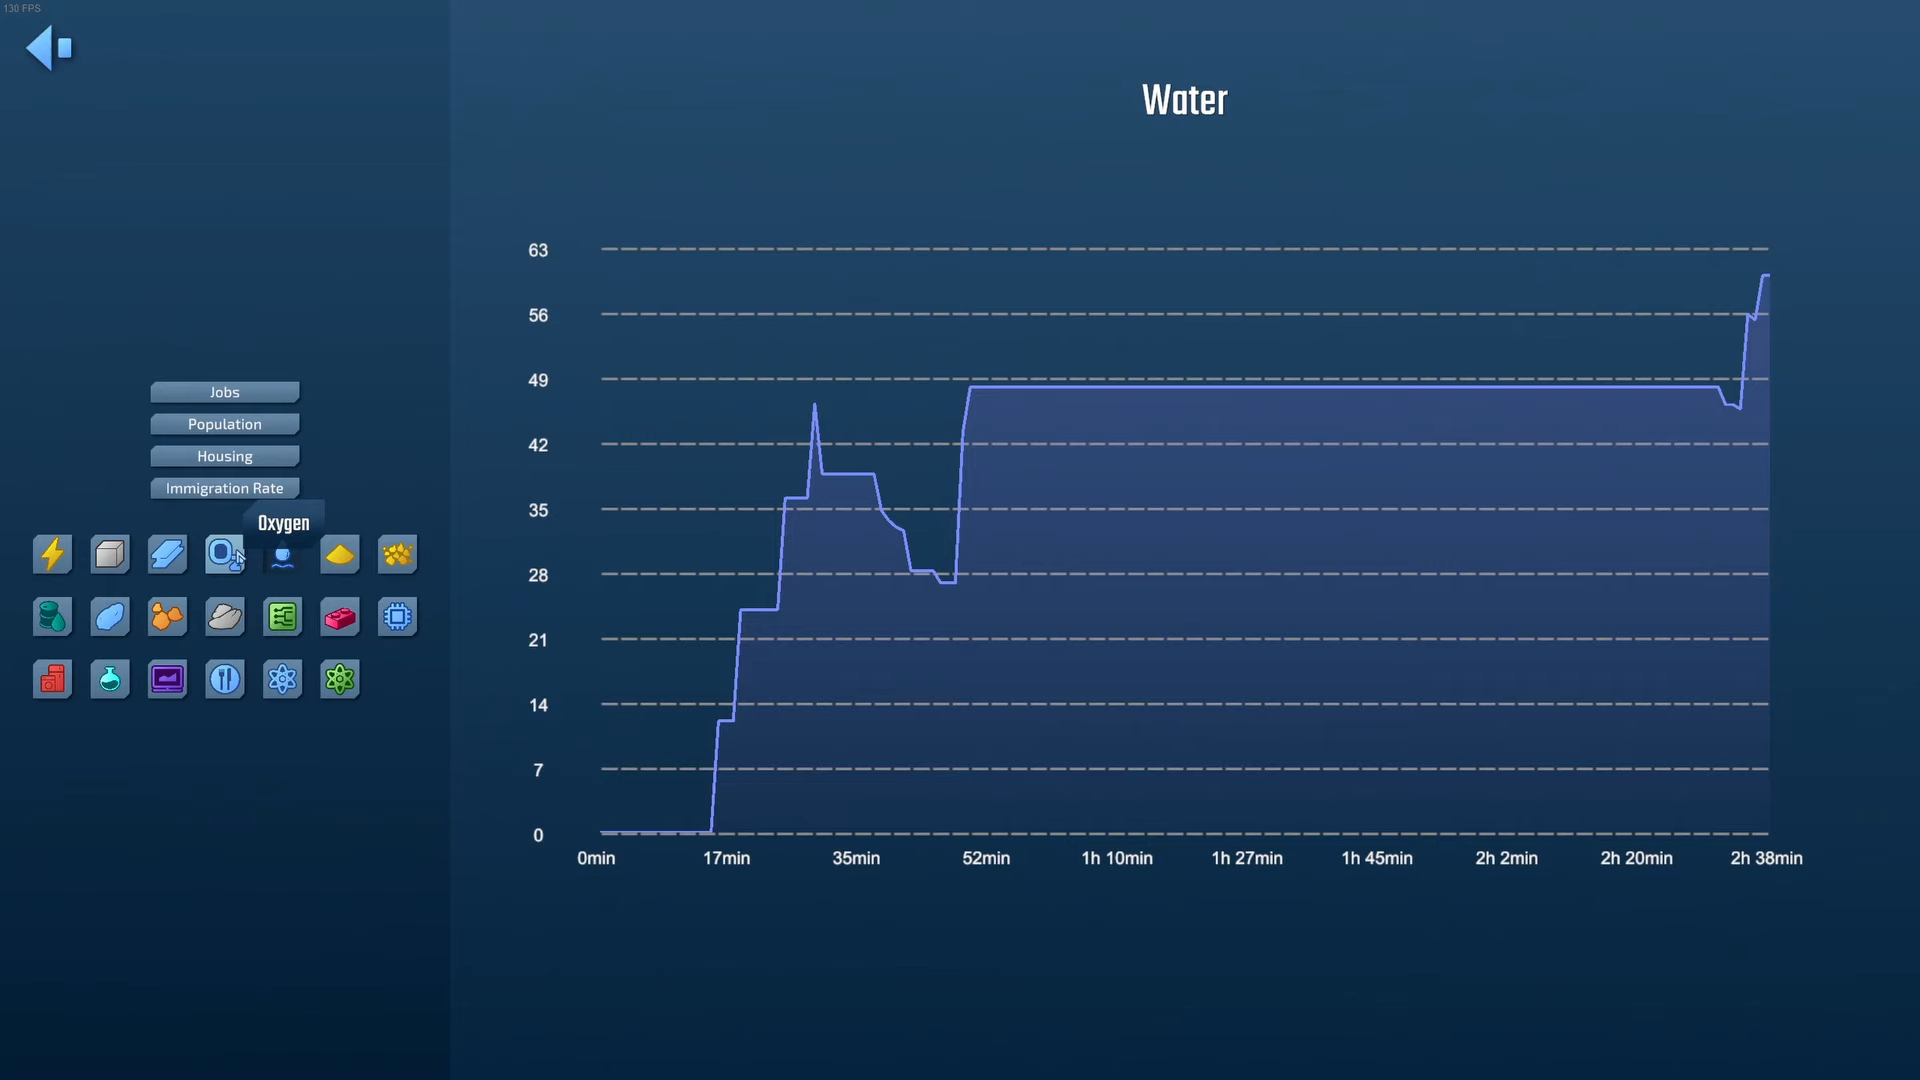 130 FPS
Water
Jobs
Population
Housing
Immigration Rate
Oxygen
63
56
49
42
35
28
21
14
7
0
0min 17min 35min 52min 1h 10min 1h 27min 1h 45min 2h 2min 2h 20min 2h 38min